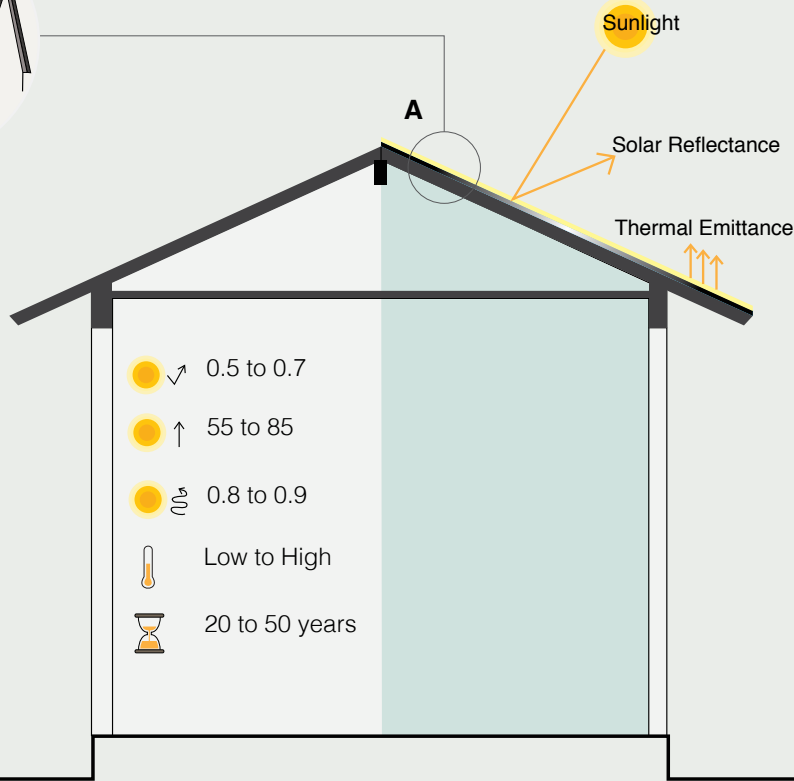 Sunlight
A
Solar Reflectance
Thermal Emittance
0.5 to 0.7
55 to 85
0.8 to 0.9
Low to High
20 to 50 years